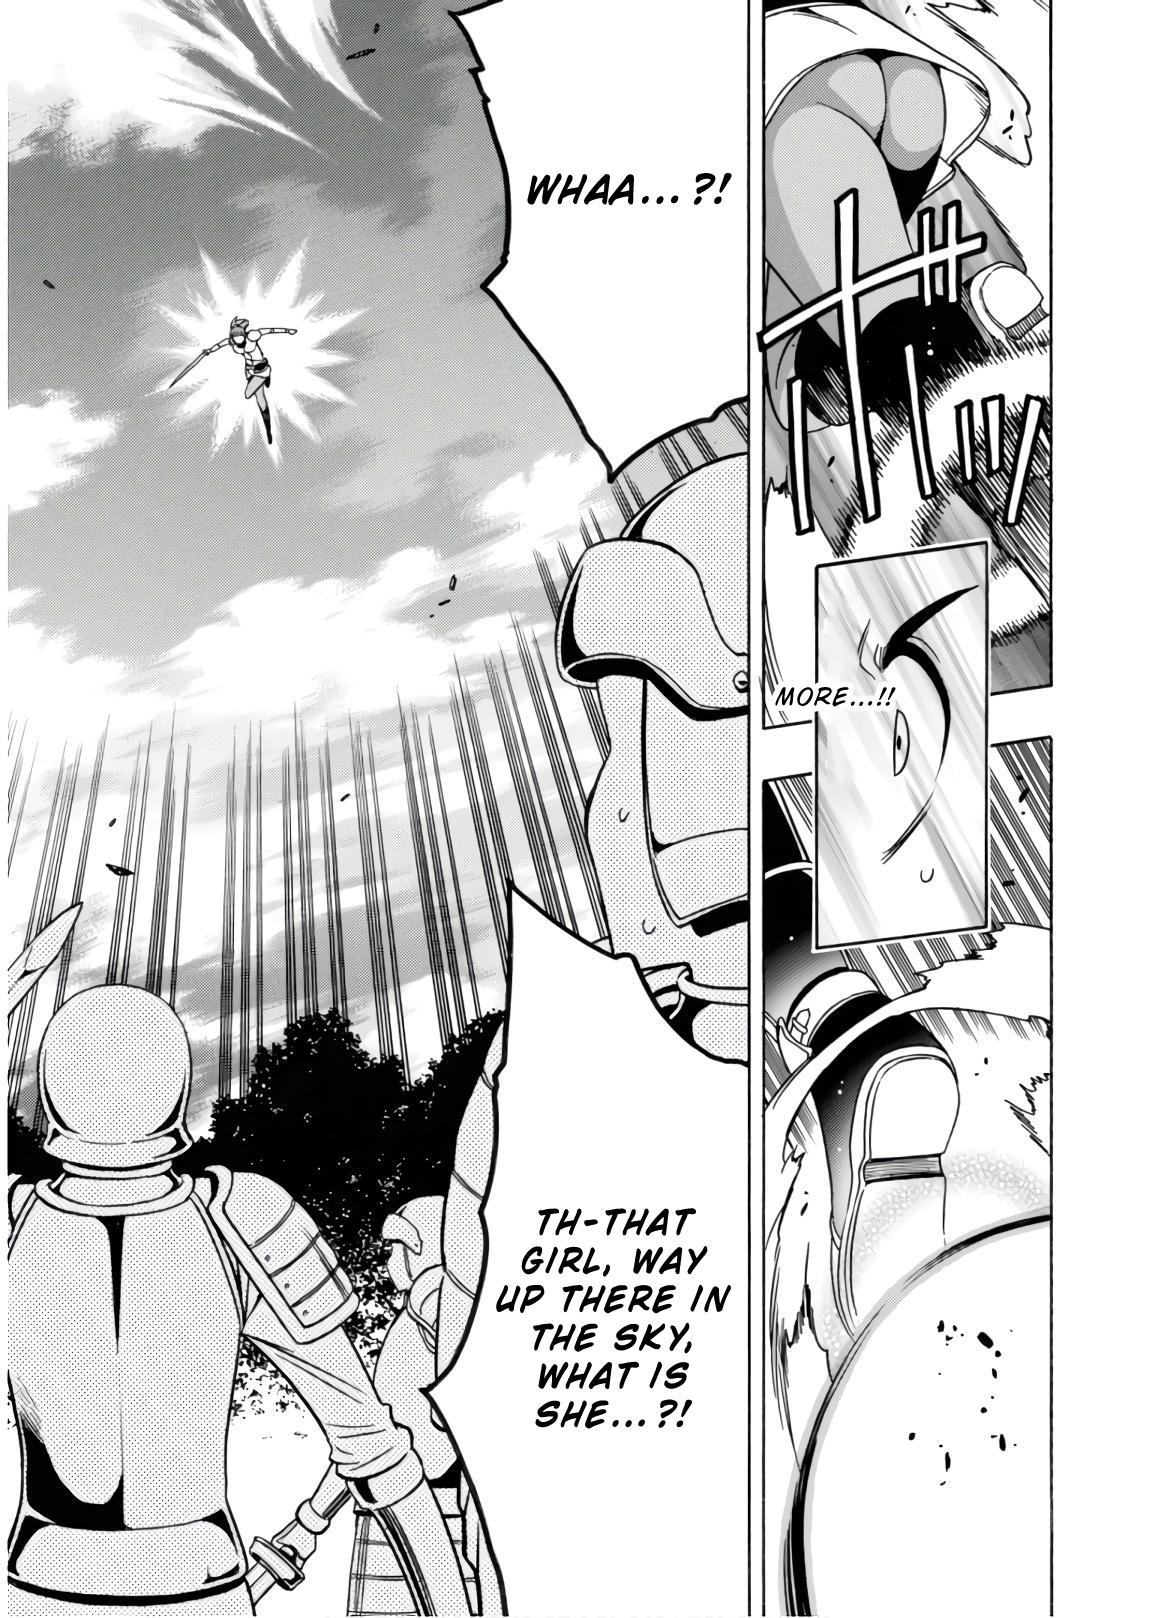 MORE...!!
WHAA...?!
TH-THAT
GIRL, WAY
UP THERE IN
THE SKY,
WHAT IS
SHE...?!